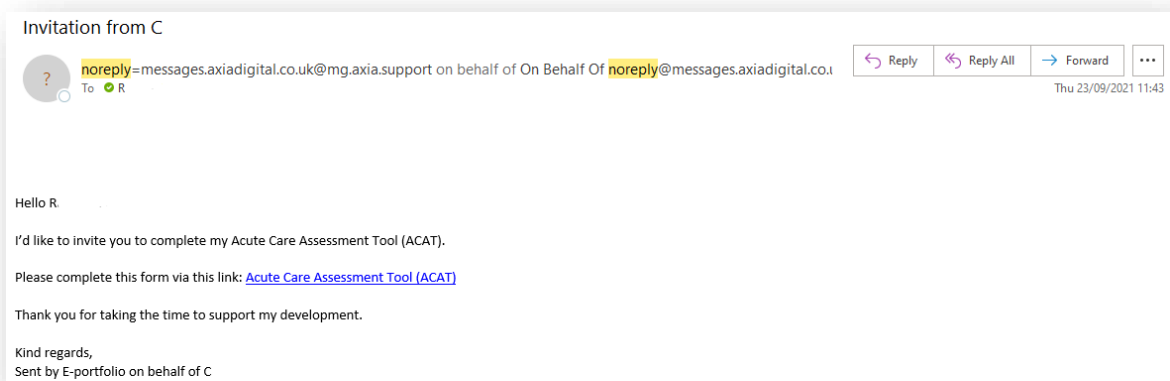 Invitation from C
?
noreply=messages.axiadigital.co.uk@mg.axia.support on behalf of On Behalf Of noreply@messages.axiadigital.co.
To R
Reply
Reply All
Forward
...
Thu 23/09/2021 11:43
Hello R
I'd like to invite you to complete my Acute Care Assessment Tool (ACAT).
Please complete this form via this link: Acute Care Assessment Tool (ACAT)
Thank you for taking the time to support my development.
Kind regards,
Sent by E-portfolio on behalf of C